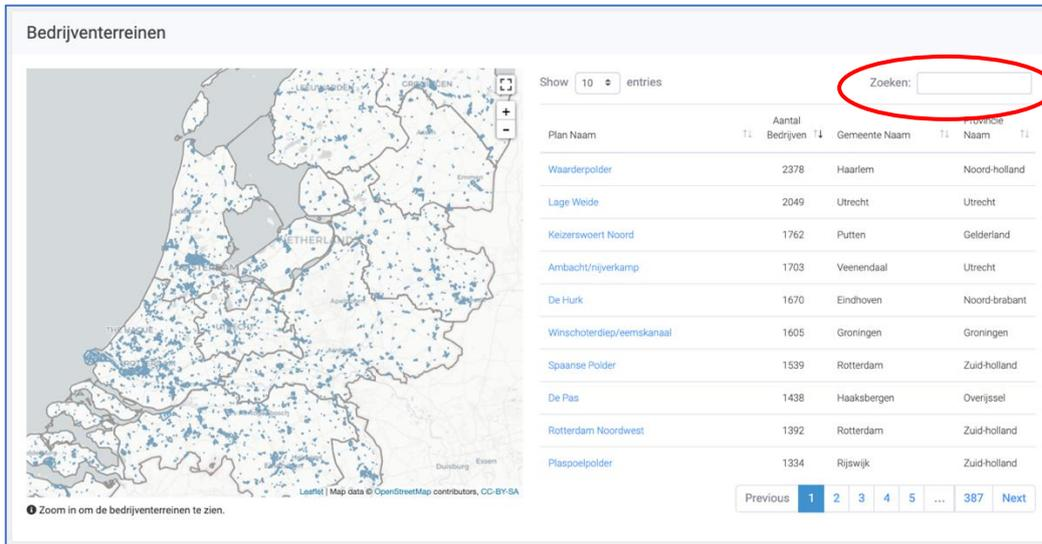 Bedrijventerreinen
LEEUWARDEN
GRONINGEN
Emmen
NETHERLANDS
AMSTERDAM
THE HAGUE
UTRECHT
ROTTERDAM
Duisburg
Essen
+
-
Leaflet | Map data © OpenStreetMap contributors, CC-BY-SA
Zoom in om de bedrijventerreinen te zien.
Show 10 entries
Zoeken:
Plan Naam Aantal Bedrijven Gemeente Naam Provincie Naam
Waarderpolder 2378 Haarlem Noord-holland
Lage Weide 2049 Utrecht Utrecht
Keizerswoert Noord 1762 Putten Gelderland
Ambacht/nijverkamp 1703 Veenendaal Utrecht
De Hurk 1670 Eindhoven Noord-brabant
Winschoterdiep/eemskanaal 1605 Groningen Groningen
Spaanse Polder 1539 Rotterdam Zuid-holland
De Pas 1438 Haaksbergen Overijssel
Rotterdam Noordwest 1392 Rotterdam Zuid-holland
Plaspoelpolder 1334 Rijswijk Zuid-holland
Previous 1 2 3 4 5 ... 387 Next